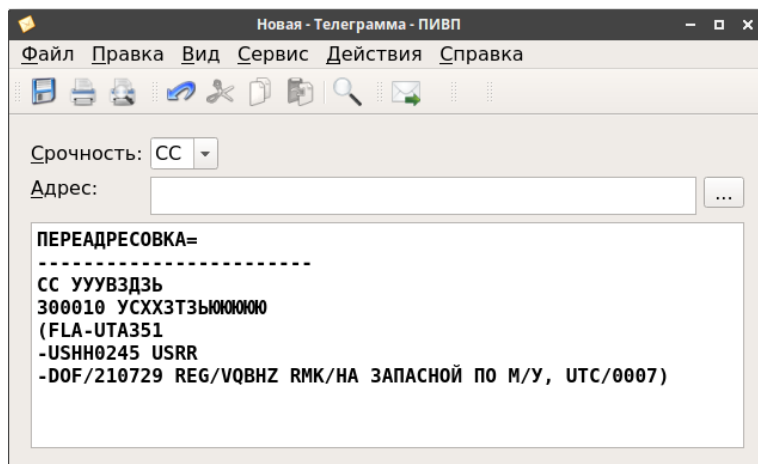 Новая - Телеграмма - ПИВП
Файл Правка Вид Сервис Действия Справка
Срочность: СС
Адрес:
...
ПЕРЕАДРЕСОВКА=
------------------------
СС УУУВЗДЗЬ
300010 УСХХЗТЗЬЮЮЮЮЮ
(FLA-UTA351
-USHH0245 USRR
-DOF/210729 REG/VQBHZ RMK/НА ЗАПАСНОЙ ПО М/У, UTC/0007)